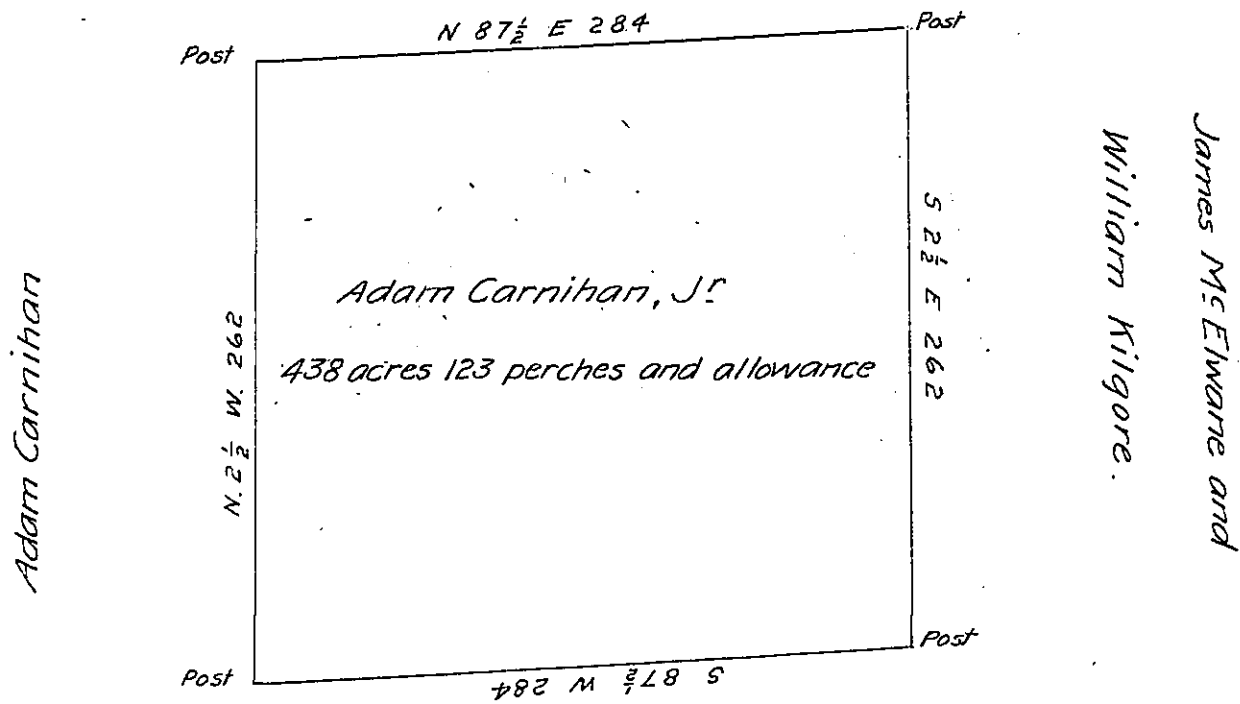 N 87½ E 284
Post
Post
James McElwane and
William Kilgore.
S 2½ E 262
Adam Carnihan, Jr
438 acres 123 perches and allowance
N. 2½ W. 262
Adam Carnihan
Post
Post
S 87½ W 284